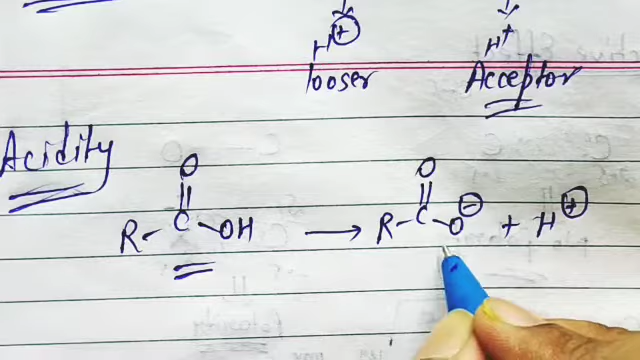 H⊕ H+
looser Acceptor
Acidity
O O
R-C-OH → R-C-O⊖ + H⊕